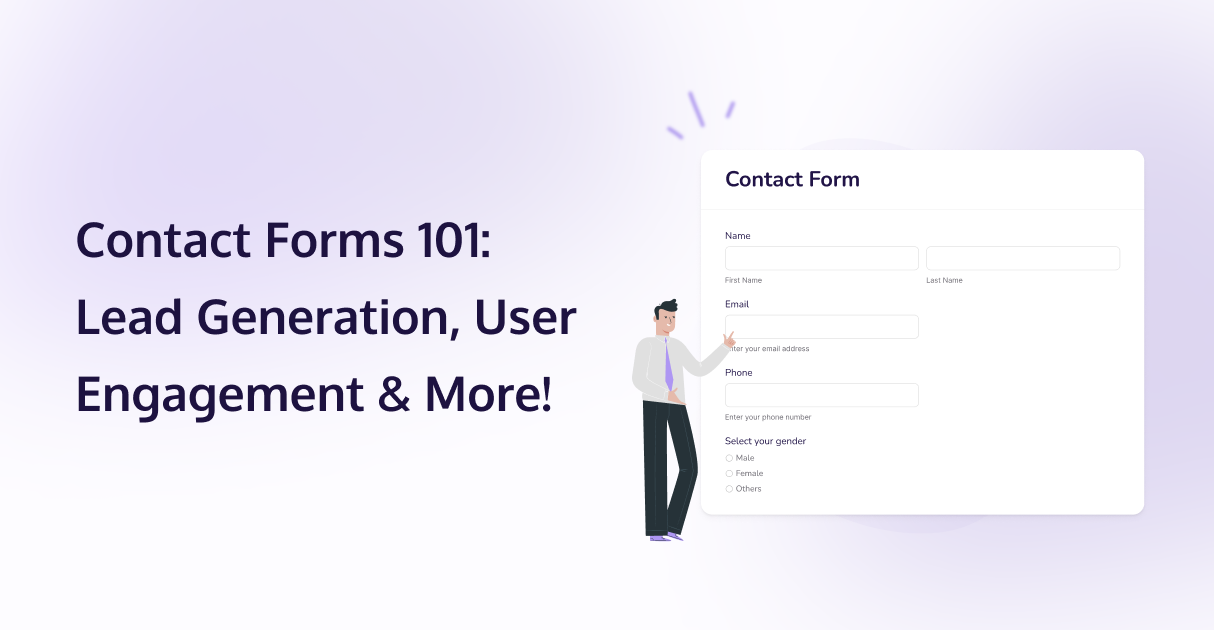 Contact Forms 101:
Lead Generation, User
Engagement & More!
Contact Form
Name
First Name Last Name
Email
nter your email address
Phone
Enter your phone number
Select your gender
Male
Female
Others